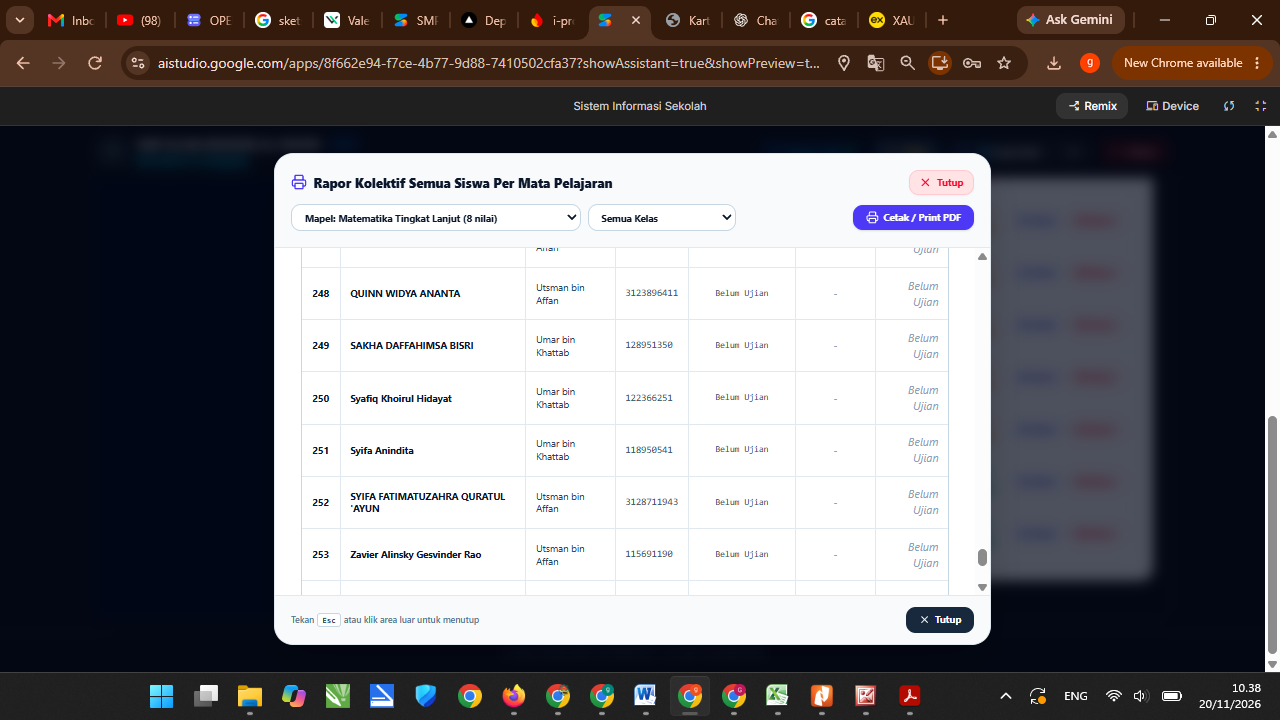 Inbc
(98)
OPE
sket
Vale
SMF
Dep
i-pr
Kart
Cha
cata
XAU
Ask Gemini
aistudio.google.com/apps/8f662e94-f7ce-4b77-9d88-7410502cfa37?showAssistant=true&showPreview=t...
g
New Chrome available
Sistem Informasi Sekolah
Remix
Device
Rapor Kolektif Semua Siswa Per Mata Pelajaran
Tutup
Mapel: Matematika Tingkat Lanjut (8 nilai)
Semua Kelas
Cetak / Print PDF
Affan
Ujian
248 QUINN WIDYA ANANTA Utsman bin Affan 3123896411 Belum Ujian - Belum Ujian
249 SAKHA DAFFAHIMSA BISRI Umar bin Khattab 128951350 Belum Ujian - Belum Ujian
250 Syafiq Khoirul Hidayat Umar bin Khattab 122366251 Belum Ujian - Belum Ujian
251 Syifa Anindita Umar bin Khattab 118950541 Belum Ujian - Belum Ujian
252 SYIFA FATIMATUZAHRA QURATUL 'AYUN Utsman bin Affan 3128711943 Belum Ujian - Belum Ujian
253 Zavier Alinsky Gesvinder Rao Utsman bin Affan 115691190 Belum Ujian - Belum Ujian
Tekan Esc atau klik area luar untuk menutup
Tutup
ENG
10.38
20/11/2026